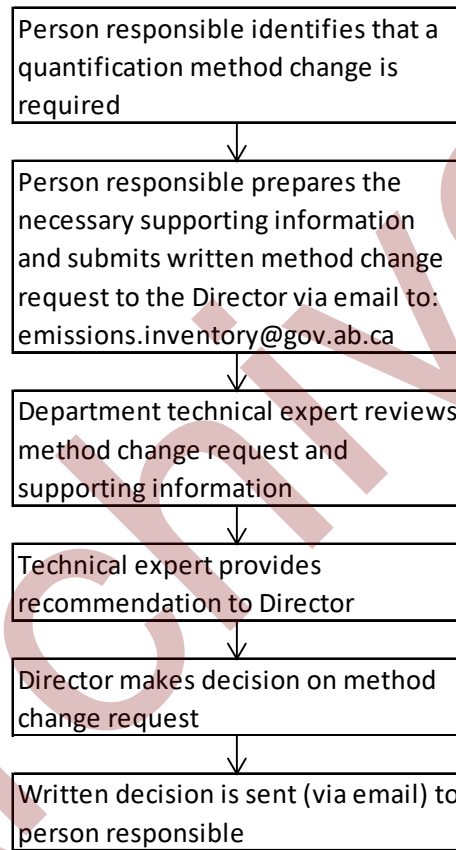 Person responsible identifies that a
quantification method change is
required
Person responsible prepares the
necessary supporting information
and submits written method change
request to the Director via email to:
emissions.inventory@gov.ab.ca
Department technical expert reviews
method change request and
supporting information
Technical expert provides
recommendation to Director
Director makes decision on method
change request
Written decision is sent (via email) to
person responsible